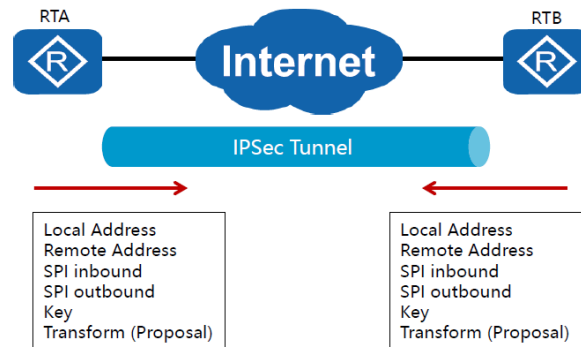 RTA
RTB
R
Internet
R
IPSec Tunnel
Local Address
Remote Address
SPI inbound
SPI outbound
Key
Transform (Proposal)
Local Address
Remote Address
SPI inbound
SPI outbound
Key
Transform (Proposal)